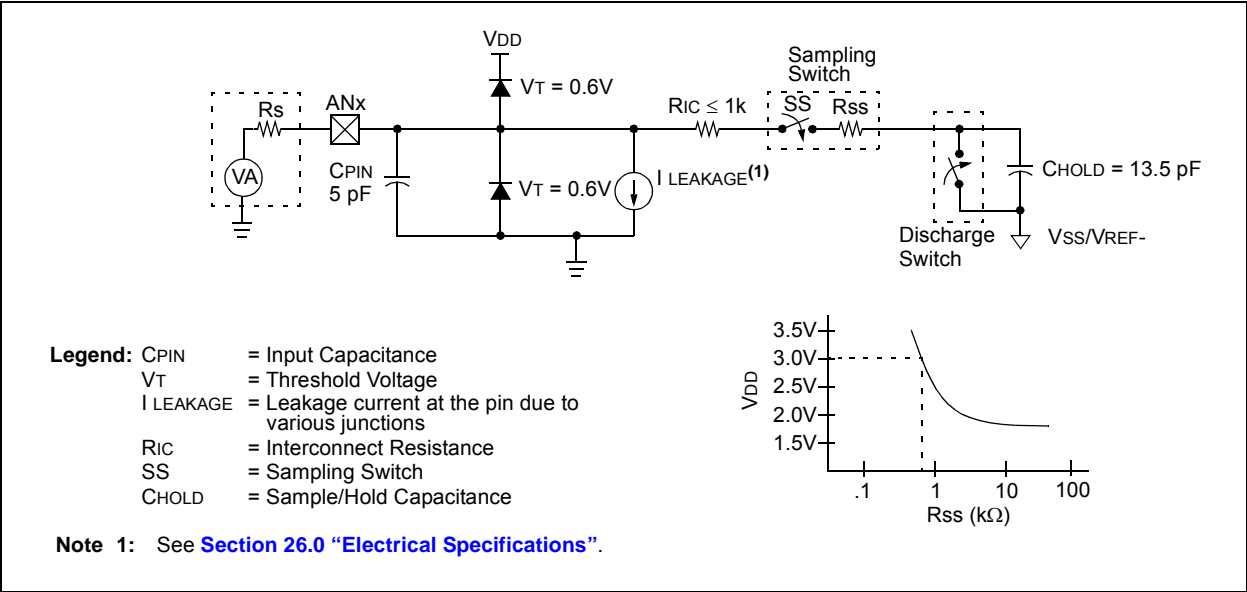 VDD
Sampling
Switch
VT = 0.6V
Rs
ANx
RIC ≤ 1k
SS
Rss
VA
CPIN
5 pF
VT = 0.6V
I LEAKAGE(1)
CHOLD = 13.5 pF
Discharge
Switch
VSS/VREF-
Legend: CPIN = Input Capacitance
VT = Threshold Voltage
I LEAKAGE = Leakage current at the pin due to
various junctions
RIC = Interconnect Resistance
SS = Sampling Switch
CHOLD = Sample/Hold Capacitance
VDD
3.5V
3.0V
2.5V
2.0V
1.5V
.1 1 10 100
Rss (kΩ)
Note 1: See Section 26.0 “Electrical Specifications”.